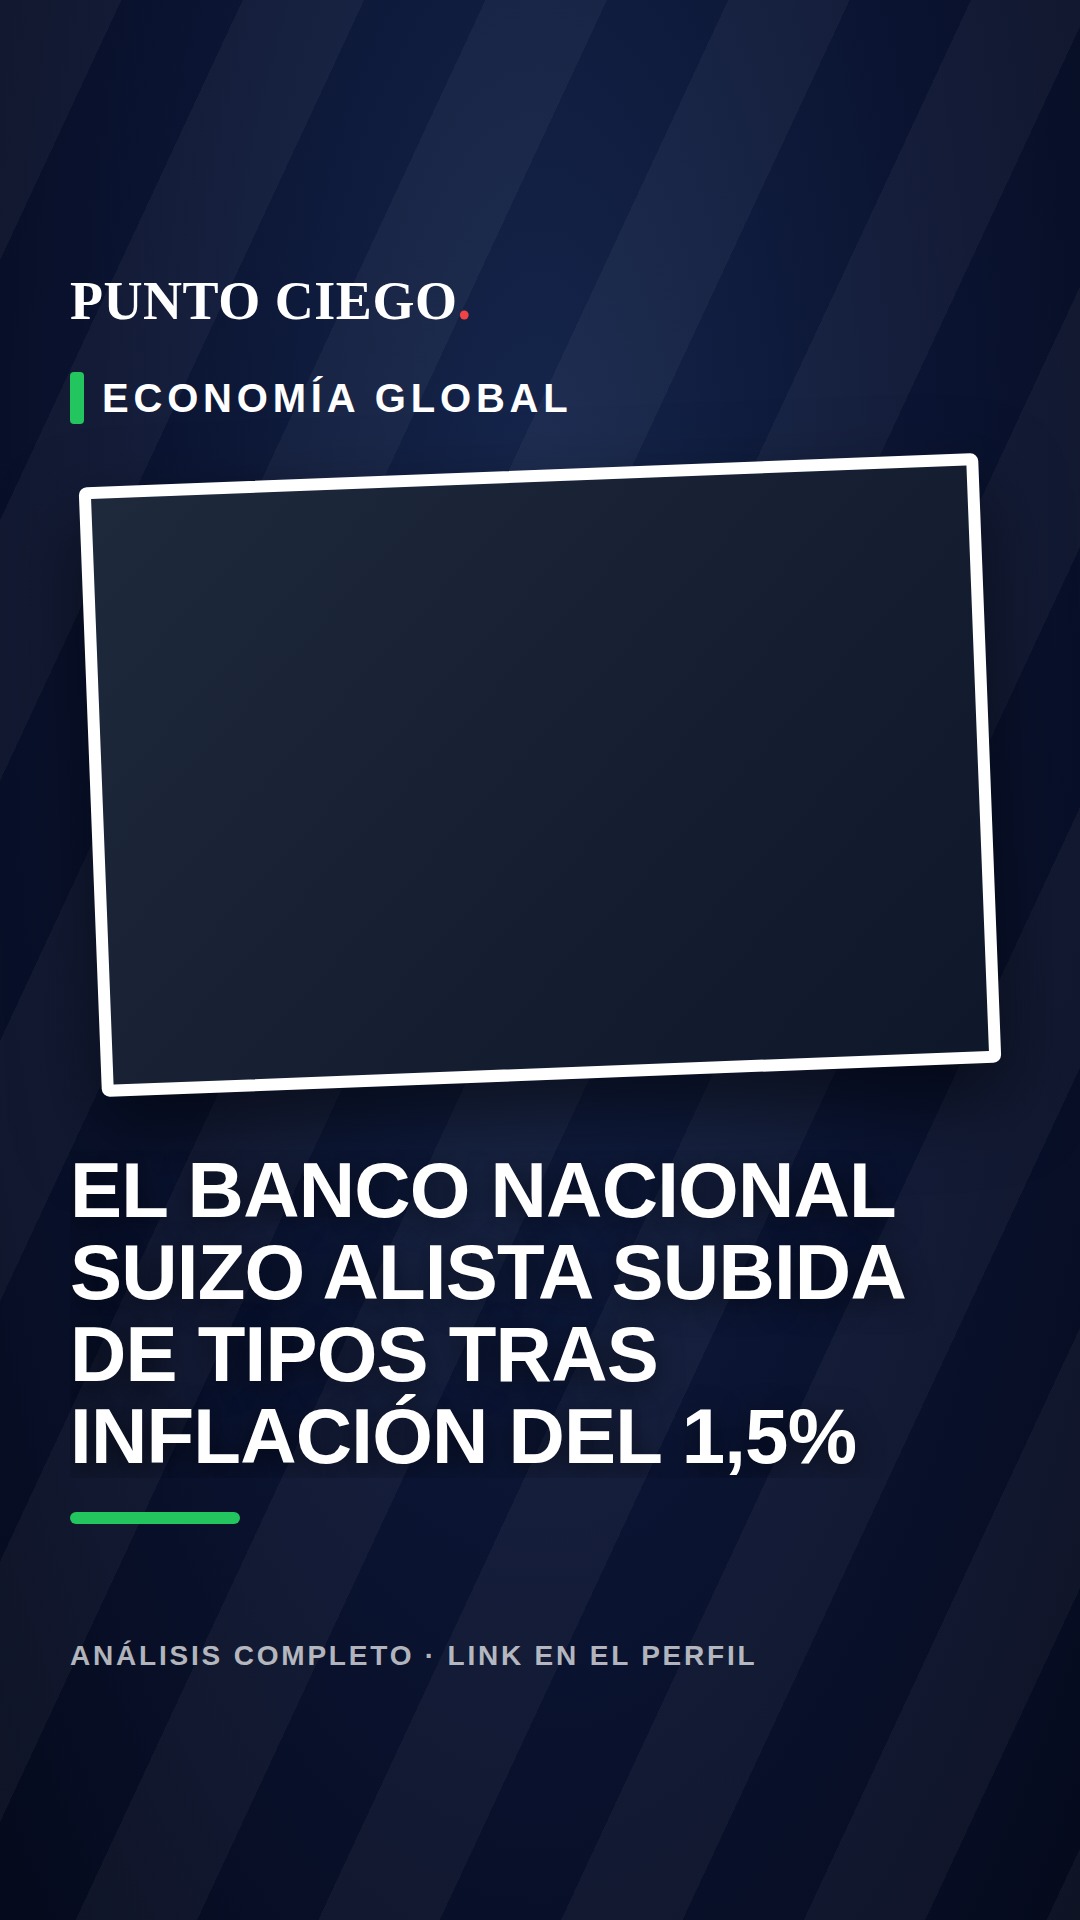 PUNTO CIEGO.
ECONOMÍA GLOBAL
EL BANCO NACIONAL
SUIZO ALISTA SUBIDA
DE TIPOS TRAS
INFLACIÓN DEL 1,5%
ANÁLISIS COMPLETO · LINK EN EL PERFIL